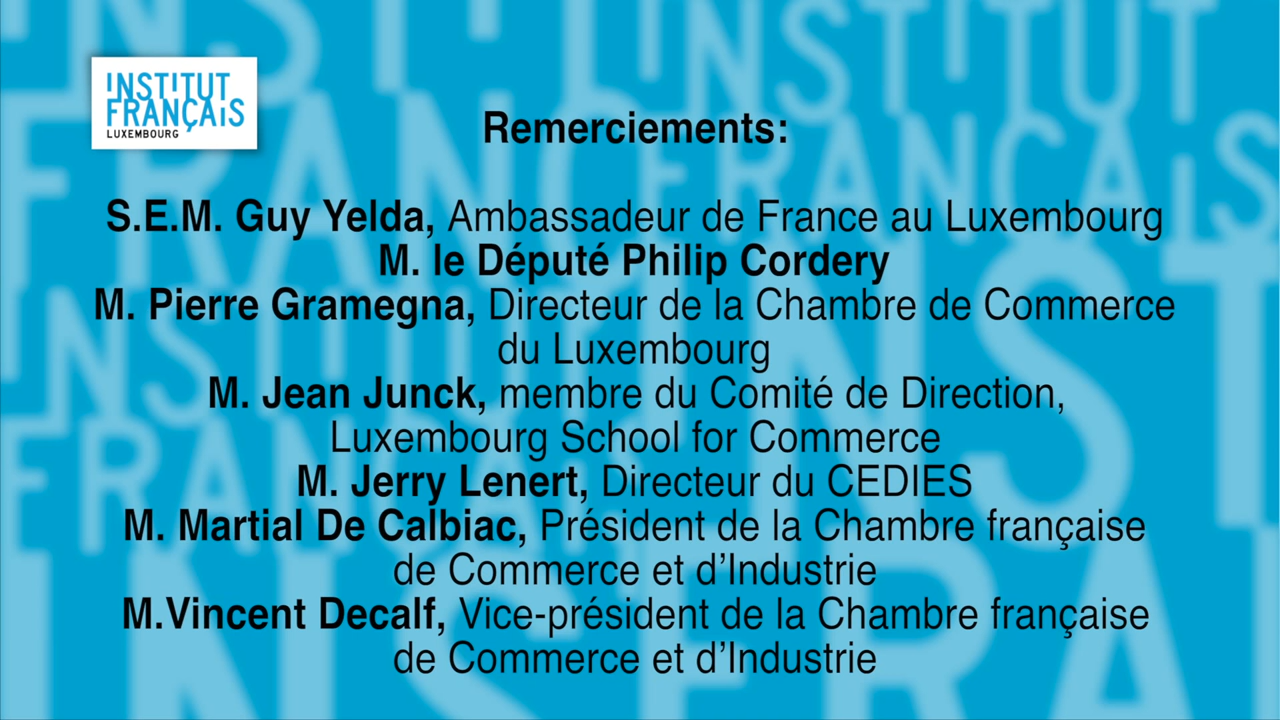 INSTITUT
FRANÇAIS
LUXEMBOURG
Remerciements:
S.E.M. Guy Yelda, Ambassadeur de France au Luxembourg
M. le Député Philip Cordery
M. Pierre Gramegna, Directeur de la Chambre de Commerce
du Luxembourg
M. Jean Junck, membre du Comité de Direction,
Luxembourg School for Commerce
M. Jerry Lenert, Directeur du CEDIES
M. Martial De Calbiac, Président de la Chambre française
de Commerce et d’Industrie
M.Vincent Decalf, Vice-président de la Chambre française
de Commerce et d’Industrie